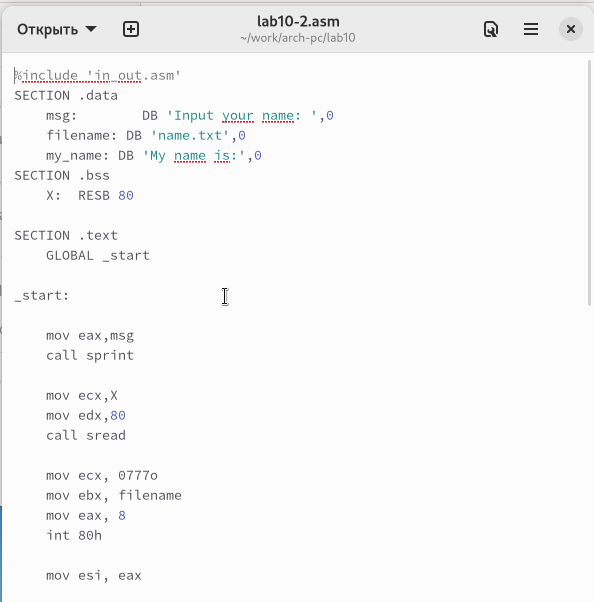 Открыть
lab10-2.asm
~/work/arch-pc/lab10
%include 'in_out.asm'
SECTION .data
    msg:        DB 'Input your name: ',0
    filename: DB 'name.txt',0
    my_name: DB 'My name is:',0
SECTION .bss
    X:  RESB 80

SECTION .text
    GLOBAL _start

_start:

    mov eax,msg
    call sprint

    mov ecx,X
    mov edx,80
    call sread

    mov ecx, 0777o
    mov ebx, filename
    mov eax, 8
    int 80h

    mov esi, eax